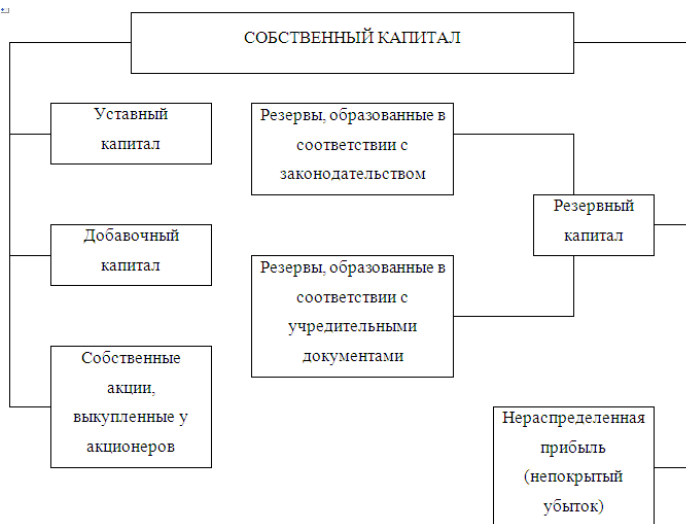 СОБСТВЕННЫЙ КАПИТАЛ
Уставный
капитал
Резервы, образованные в
соответствии с
законодательством
Резервный
капитал
Добавочный
капитал
Резервы, образованные в
соответствии с
учредительными
документами
Собственные
акции,
выкупленные у
акционеров
Нераспределенная
прибыль
(непокрытый
убыток)